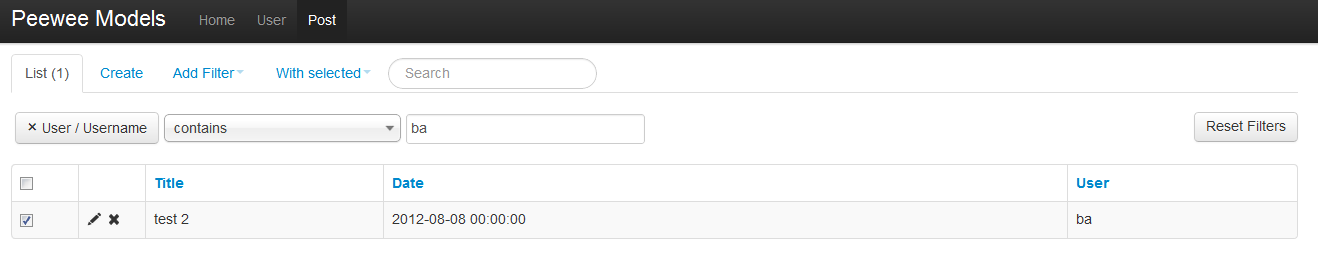 Peewee Models Home User Post
List (1) Create Add Filter With selected Search
× User / Username contains ba Reset Filters
Title Date User
test 2 2012-08-08 00:00:00 ba